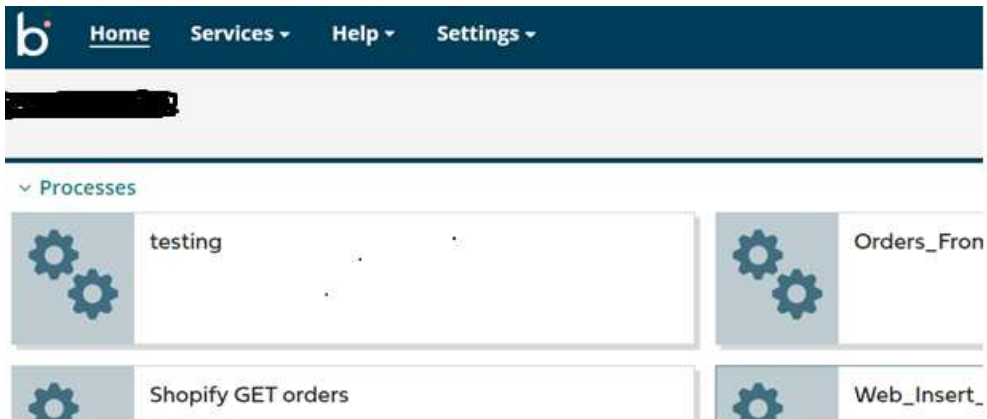 b Home Services Help Settings
Processes
testing
Orders_Fron
Shopify GET orders
Web_Insert_